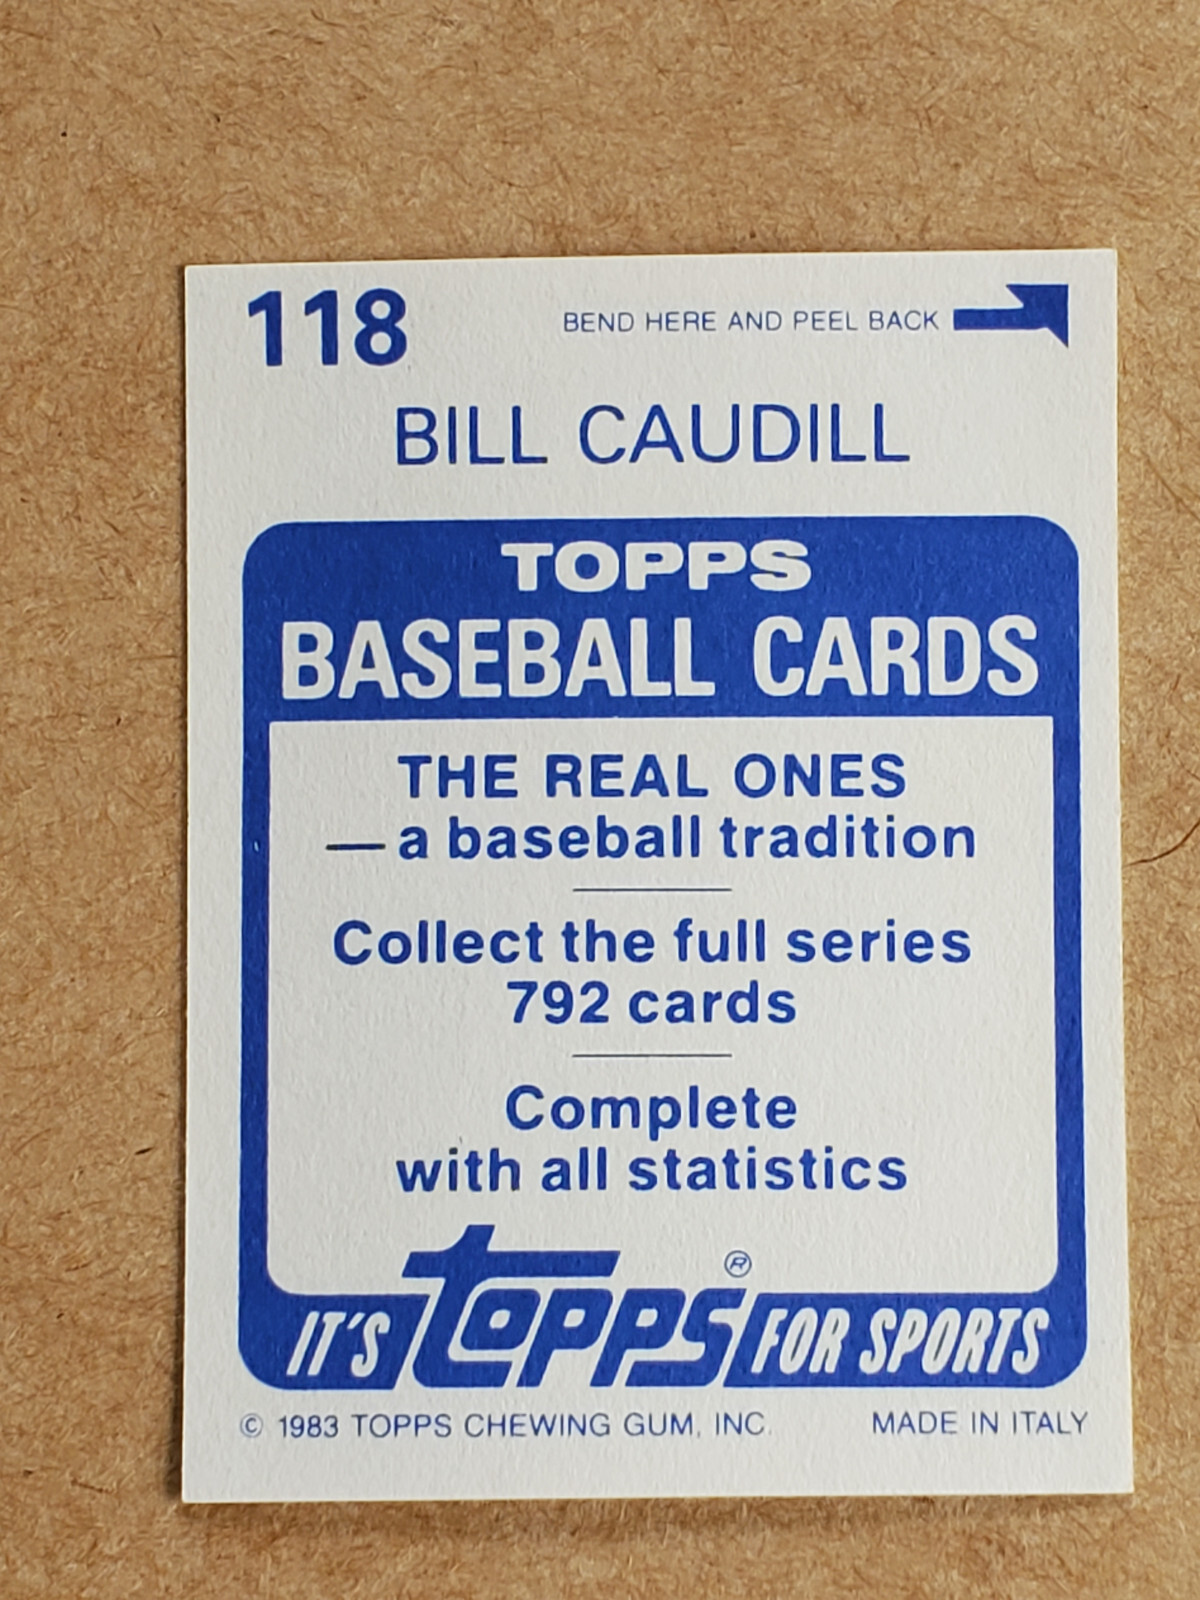 118
BEND HERE AND PEEL BACK
BILL CAUDILL
TOPPS
BASEBALL CARDS
THE REAL ONES
— a baseball tradition
Collect the full series
792 cards
Complete
with all statistics
IT'S topps® FOR SPORTS
© 1983 TOPPS CHEWING GUM, INC. MADE IN ITALY